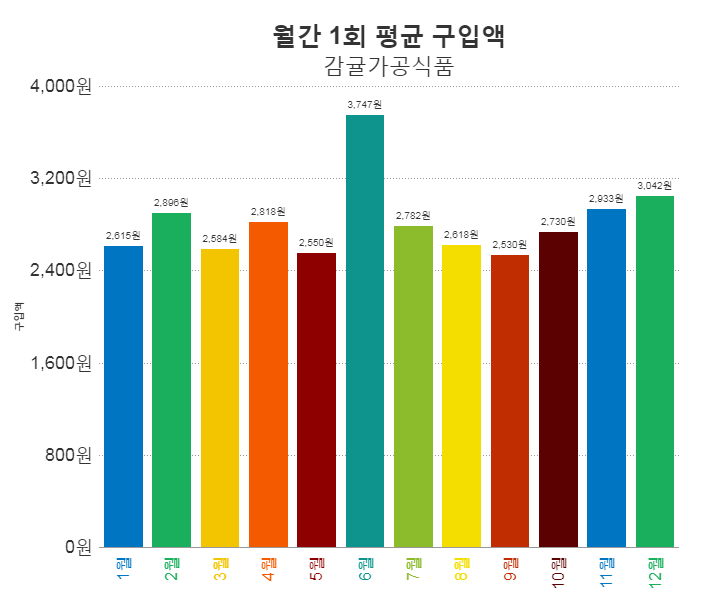 월간 1회 평균 구입액
감귤가공식품
4,000원
3,200원
2,400원
1,600원
800원
0원
구입액
2,615원
2,896원
2,584원
2,818원
2,550원
3,747원
2,782원
2,618원
2,530원
2,730원
2,933원
3,042원
1월
2월
3월
4월
5월
6월
7월
8월
9월
10월
11월
12월